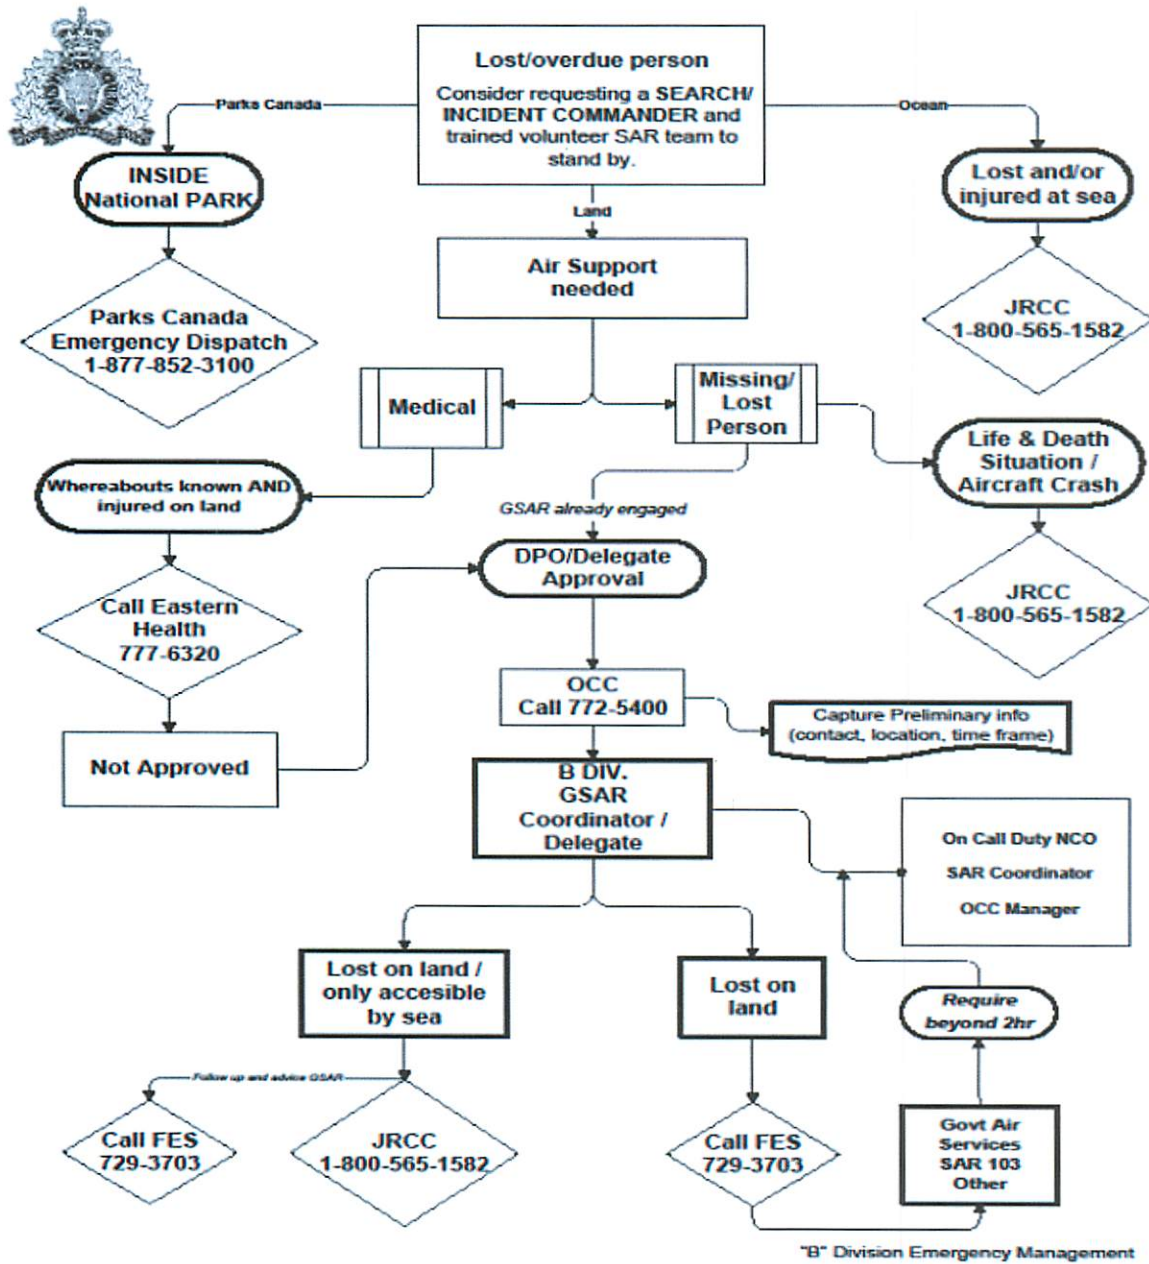 Lost/overdue person
Consider requesting a SEARCH/
INCIDENT COMMANDER and
trained volunteer SAR team to
stand by.
Parks Canada
Ocean
INSIDE
National PARK
Lost and/or
injured at sea
Land
Air Support
needed
Parks Canada
Emergency Dispatch
1-877-852-3100
JRCC
1-800-565-1582
Medical
Missing/
Lost
Person
Life & Death
Situation /
Aircraft Crash
Whereabouts known AND
injured on land
GSAR already engaged
DPO/Delegate
Approval
Call Eastern
Health
777-6320
JRCC
1-800-565-1582
OCC
Call 772-5400
Capture Preliminary info
(contact, location, time frame)
Not Approved
B DIV.
GSAR
Coordinator /
Delegate
On Call Duty NCO
SAR Coordinator
OCC Manager
Lost on land /
only accesible
by sea
Lost on
land
Require
beyond 2hr
Follow up and advice GSAR
Call FES
729-3703
JRCC
1-800-565-1582
Call FES
729-3703
Govt Air
Services
SAR 103
Other
"B" Division Emergency Management